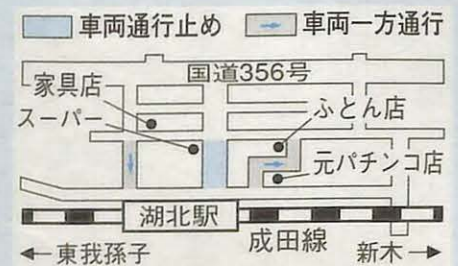 車両通行止め
車両一方通行
国道356号
家具店
ふとん店
スーパー
元パチンコ店
湖北駅
成田線
←東我孫子
新木→